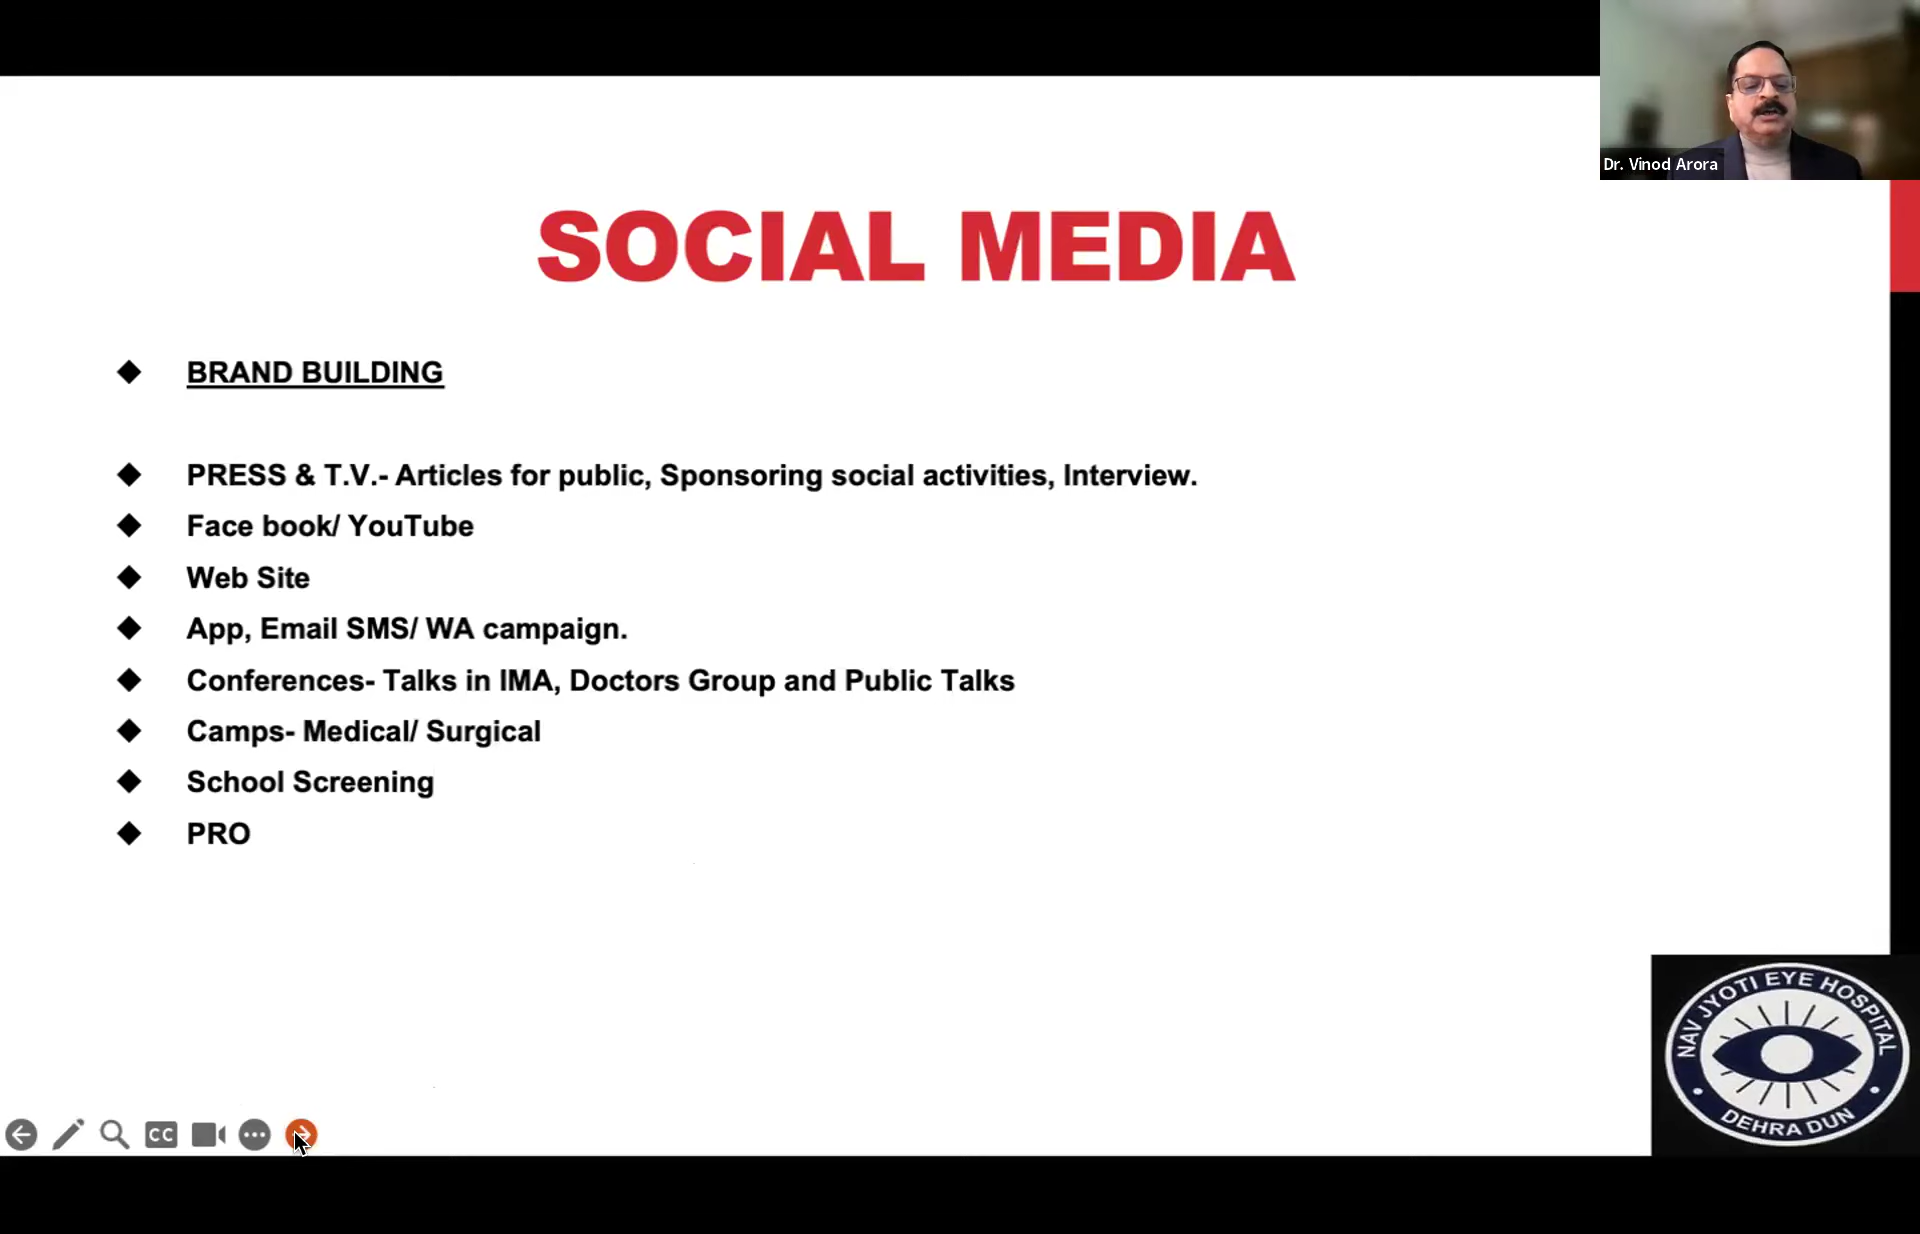 Dr. Vinod Arora
SOCIAL MEDIA
BRAND BUILDING
PRESS & T.V.- Articles for public, Sponsoring social activities, Interview.
Face book/ YouTube
Web Site
App, Email SMS/ WA campaign.
Conferences- Talks in IMA, Doctors Group and Public Talks
Camps- Medical/ Surgical
School Screening
PRO
NAV JYOTI EYE HOSPITAL
DEHRA DUN
CC